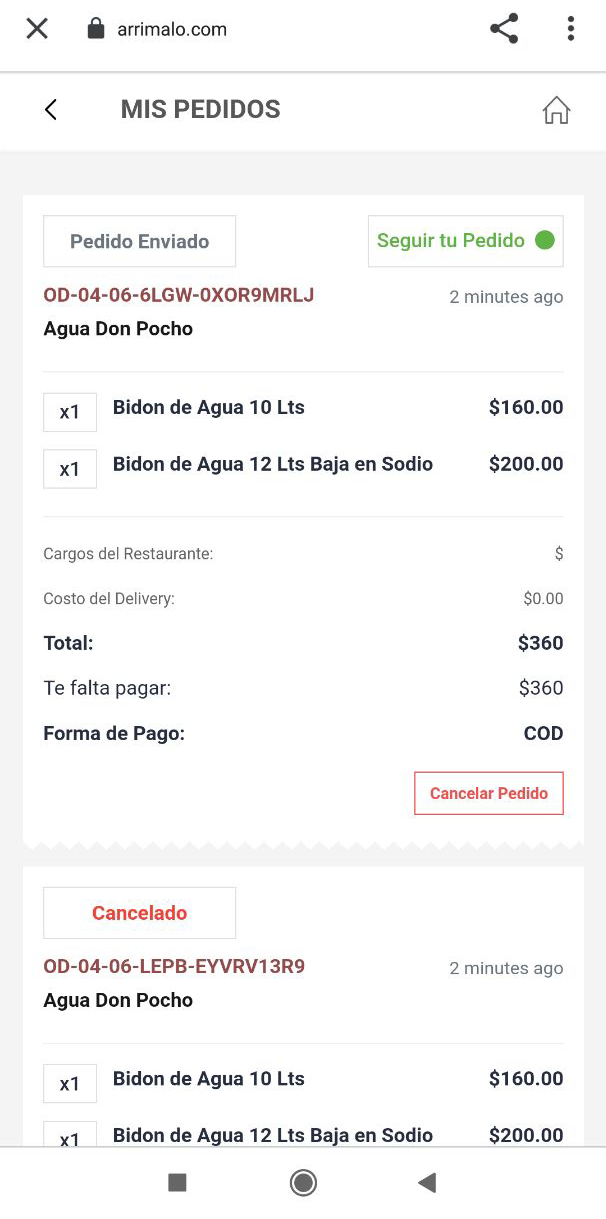 arrimalo.com
MIS PEDIDOS
Pedido Enviado
Seguir tu Pedido
OD-04-06-6LGW-0XOR9MRLJ
2 minutes ago
Agua Don Pocho
x1 Bidon de Agua 10 Lts $160.00
x1 Bidon de Agua 12 Lts Baja en Sodio $200.00
Cargos del Restaurante: $
Costo del Delivery: $0.00
Total: $360
Te falta pagar: $360
Forma de Pago: COD
Cancelar Pedido
Cancelado
OD-04-06-LEPB-EYVRV13R9
2 minutes ago
Agua Don Pocho
x1 Bidon de Agua 10 Lts $160.00
x1 Bidon de Agua 12 Lts Baja en Sodio $200.00